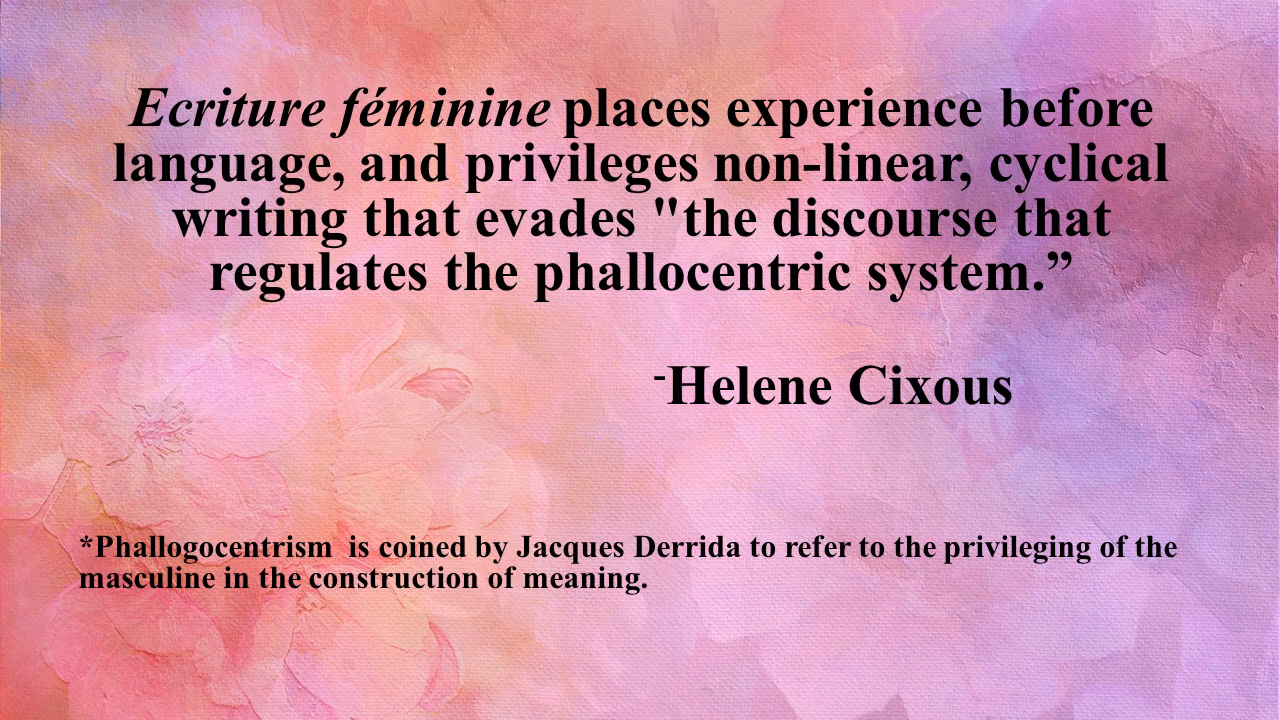 Ecriture féminine places experience before
language, and privileges non-linear, cyclical
writing that evades "the discourse that
regulates the phallocentric system.”
-Helene Cixous
*Phallogocentrism  is coined by Jacques Derrida to refer to the privileging of the
masculine in the construction of meaning.